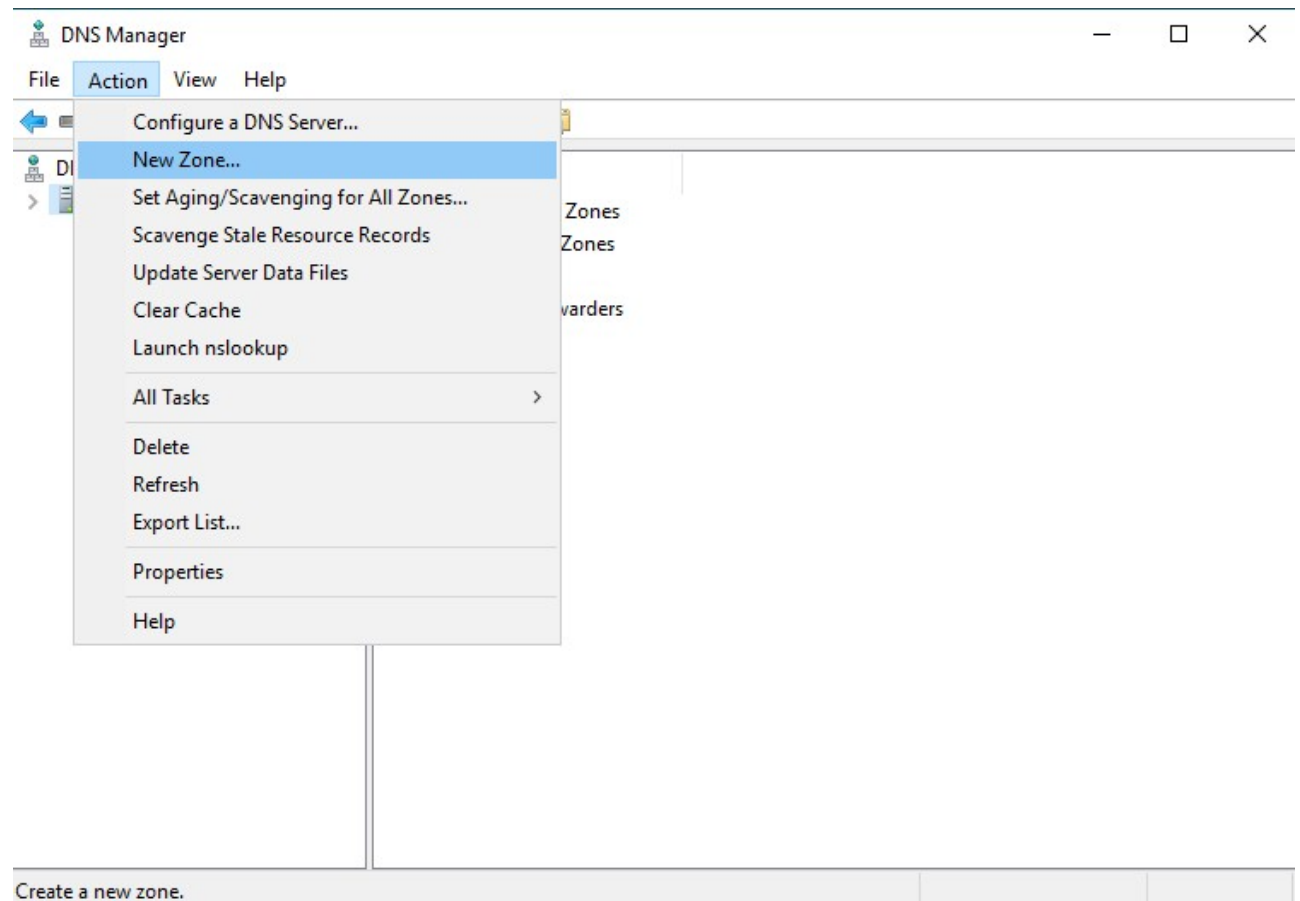 DNS Manager
File Action View Help
Configure a DNS Server...
New Zone...
Set Aging/Scavenging for All Zones...
Zones
Scavenge Stale Resource Records
Zones
Update Server Data Files
Clear Cache
warders
Launch nslookup
All Tasks
Delete
Refresh
Export List...
Properties
Help
Create a new zone.